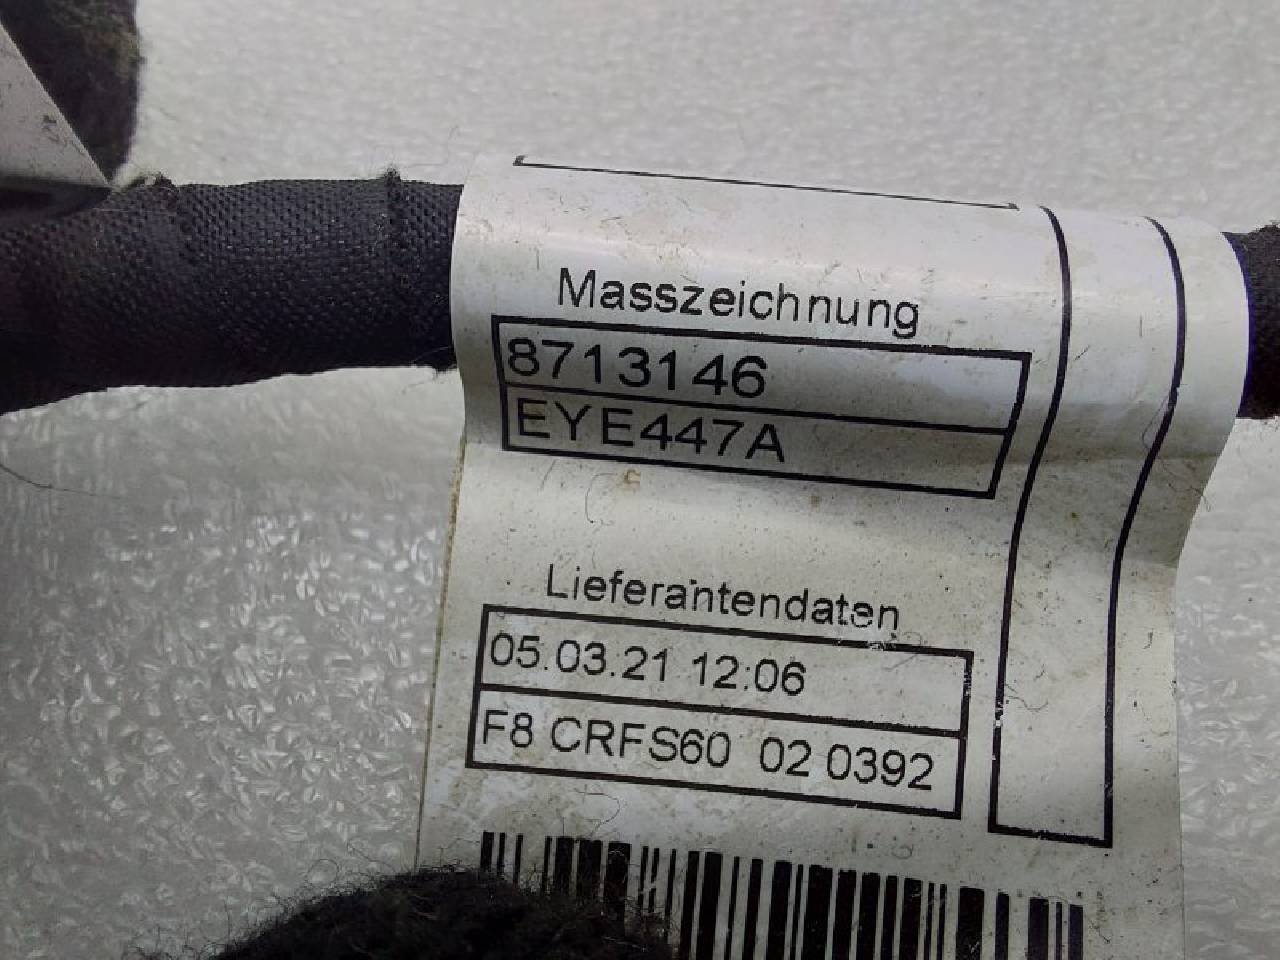 Masszeichnung
8713146
EYE447A
Lieferantendaten
05.03.21 12:06
F8 CRFS60 02 0392